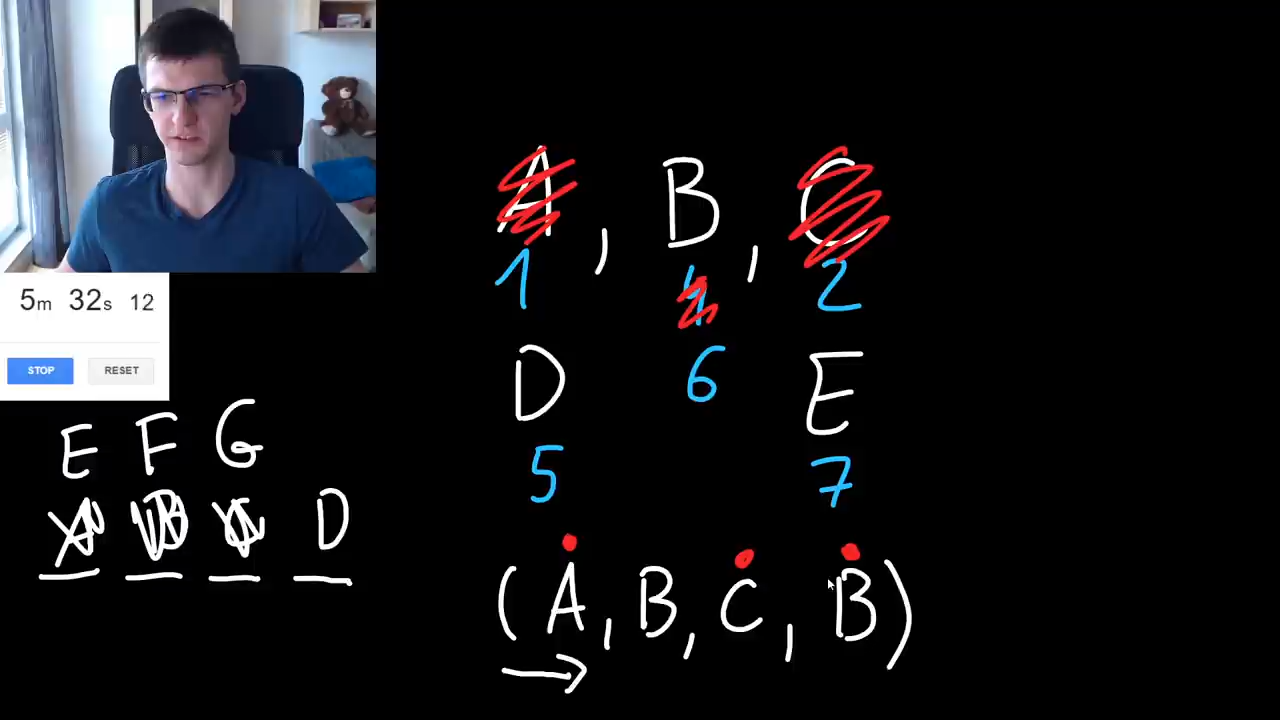 5m 32s 12
STOP RESET
A, B, C
1 2
6
D E
5 7
E F G
D
(A, B, C, B)